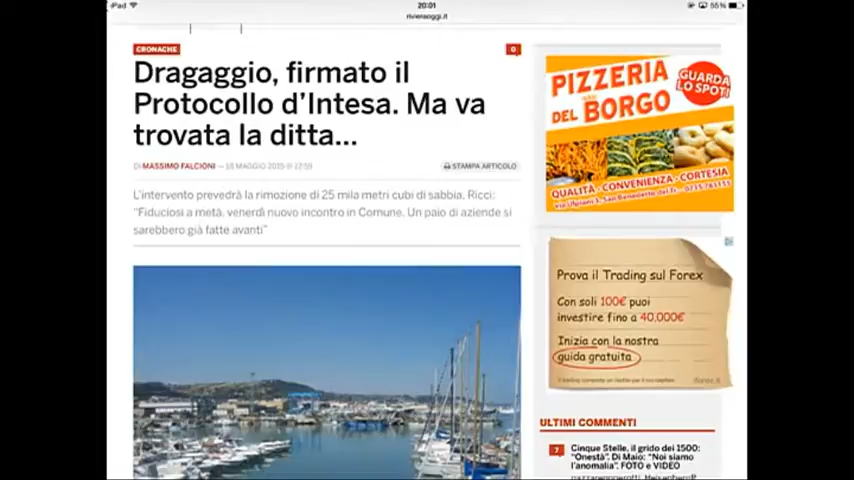 iPad
20:01
55%
rivieraoggi.it
CRONACHE
0
Dragaggio, firmato il
Protocollo d'Intesa. Ma va
trovata la ditta...
DI MASSIMO FALCIONI — 18 MAGGIO 2015 @
STAMPA ARTICOLO
L'intervento prevedrà la rimozione di 25 mila metri cubi di sabbia, Ricci:
"Fiduciosi a metà, venerdì nuovo incontro in Comune. Un paio di aziende si
sarebbero già fatte avanti"
PIZZERIA
DEL BORGO
GUARDA
LO SPOT!
QUALITÀ - CONVENIENZA - CORTESIA
San Benedetto del Tr.
Prova il Trading sul Forex
Con soli 100€ puoi
investire fino a 40.000€
Inizia con la nostra
guida gratuita
ULTIMI COMMENTI
7
Cinque Stelle, il grido dei 1500:
"Onestà". Di Maio: "Noi siamo
l'anomalia". FOTO e VIDEO